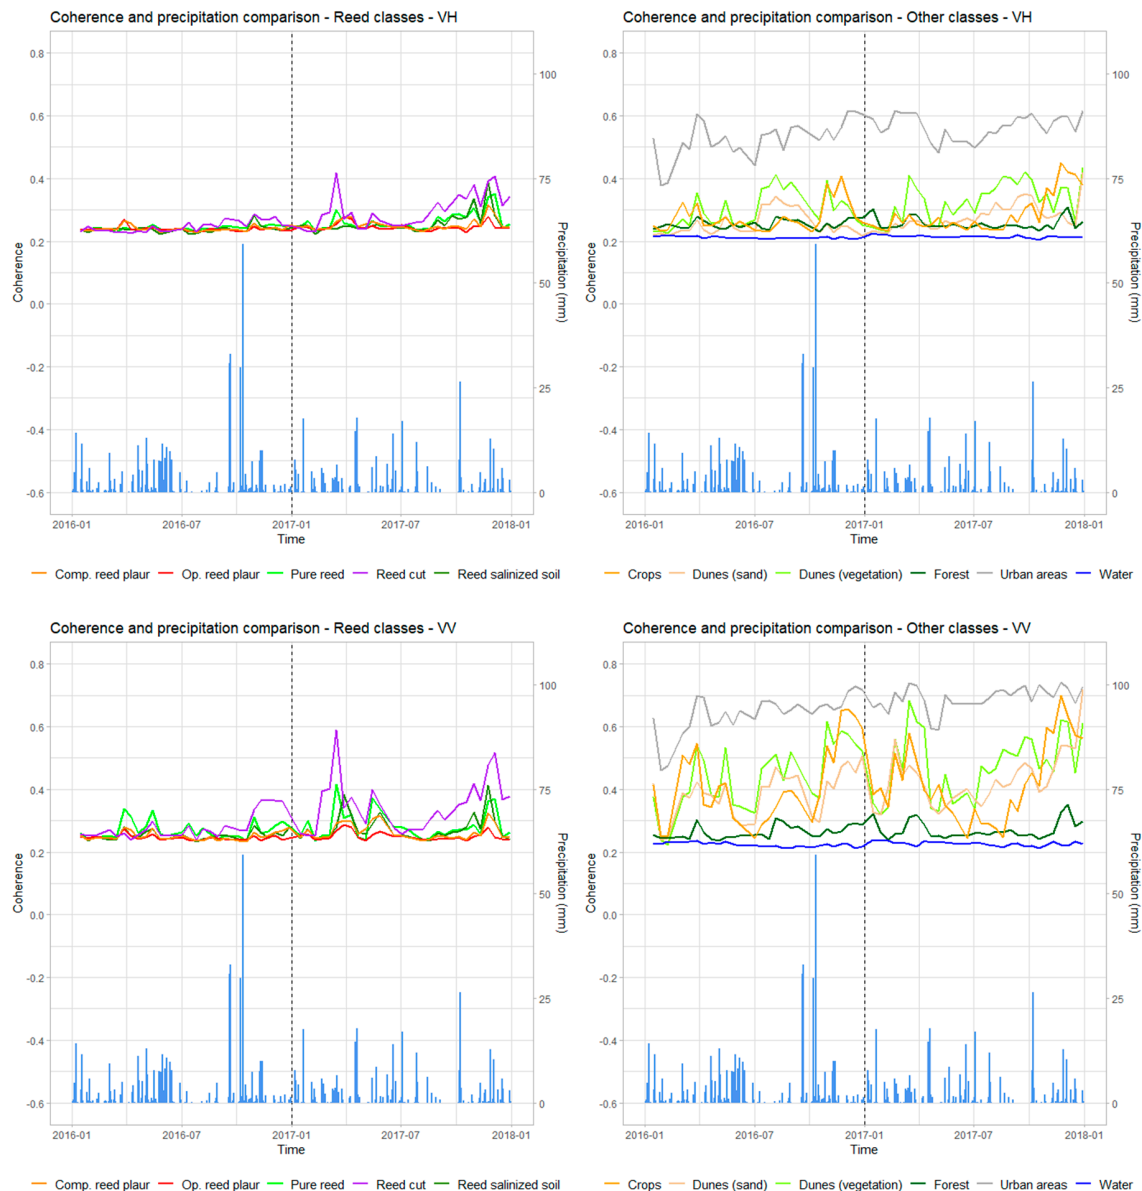 Coherence and precipitation comparison - Reed classes - VH
0.8
0.6
0.4
0.2
0.0
-0.2
-0.4
-0.6
Coherence
100
75
50
25
0
Precipitation (mm)
2016-01 2016-07 2017-01 2017-07 2018-01
Time
Comp. reed plaur Op. reed plaur Pure reed Reed cut Reed salinized soil
Coherence and precipitation comparison - Other classes - VH
0.8
0.6
0.4
0.2
0.0
-0.2
-0.4
-0.6
Coherence
100
75
50
25
0
Precipitation (mm)
2016-01 2016-07 2017-01 2017-07 2018-01
Time
Crops Dunes (sand) Dunes (vegetation) Forest Urban areas Water
Coherence and precipitation comparison - Reed classes - VV
0.8
0.6
0.4
0.2
0.0
-0.2
-0.4
-0.6
Coherence
100
75
50
25
0
Precipitation (mm)
2016-01 2016-07 2017-01 2017-07 2018-01
Time
Comp. reed plaur Op. reed plaur Pure reed Reed cut Reed salinized soil
Coherence and precipitation comparison - Other classes - VV
0.8
0.6
0.4
0.2
0.0
-0.2
-0.4
-0.6
Coherence
100
75
50
25
0
Precipitation (mm)
2016-01 2016-07 2017-01 2017-07 2018-01
Time
Crops Dunes (sand) Dunes (vegetation) Forest Urban areas Water